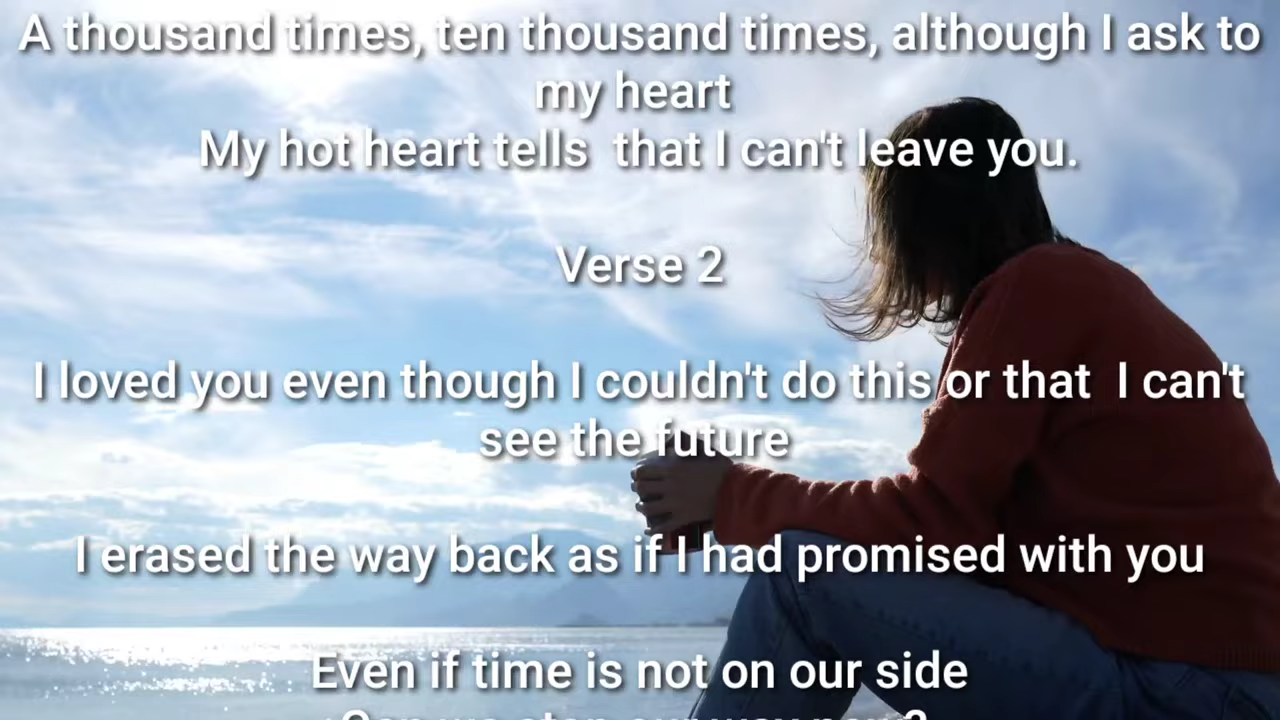 A thousand times, ten thousand times, although I ask to
my heart
My hot heart tells  that I can't leave you.
Verse 2
I loved you even though I couldn't do this or that  I can't
see the future
I erased the way back as if I had promised with you
Even if time is not on our side